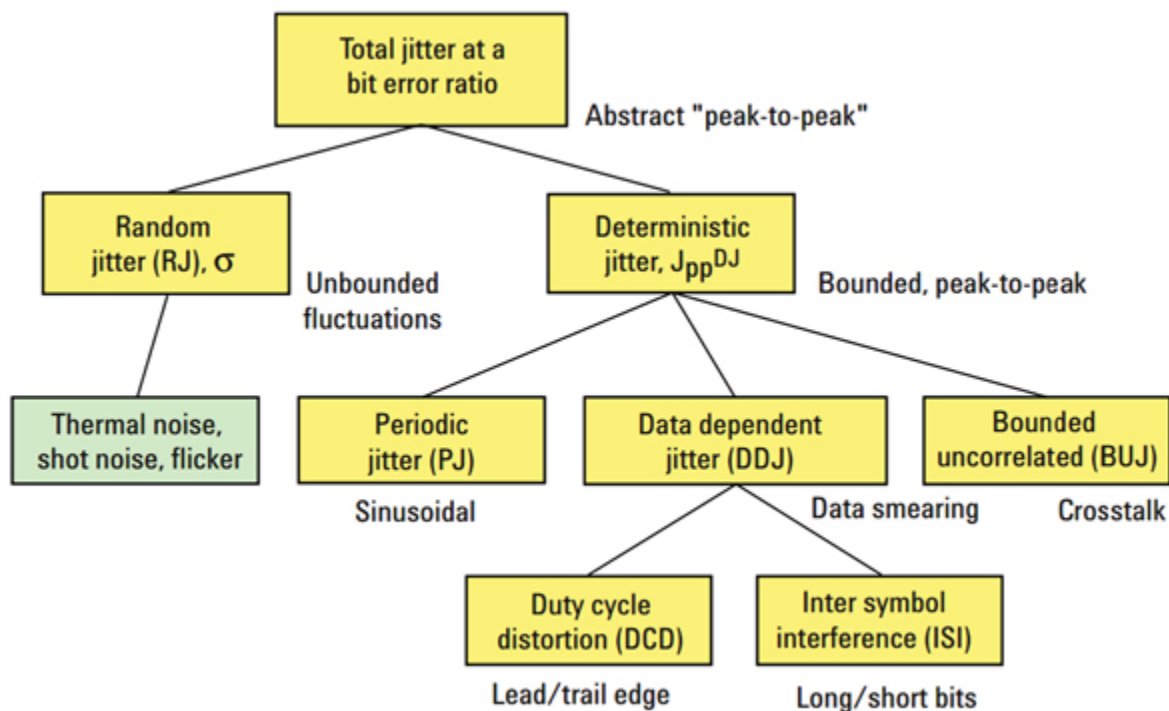 Total jitter at a
bit error ratio
Abstract "peak-to-peak"
Random
jitter (RJ), σ
Unbounded
fluctuations
Deterministic
jitter, JppDJ
Bounded, peak-to-peak
Thermal noise,
shot noise, flicker
Periodic
jitter (PJ)
Sinusoidal
Data dependent
jitter (DDJ)
Data smearing
Bounded
uncorrelated (BUJ)
Crosstalk
Duty cycle
distortion (DCD)
Lead/trail edge
Inter symbol
interference (ISI)
Long/short bits